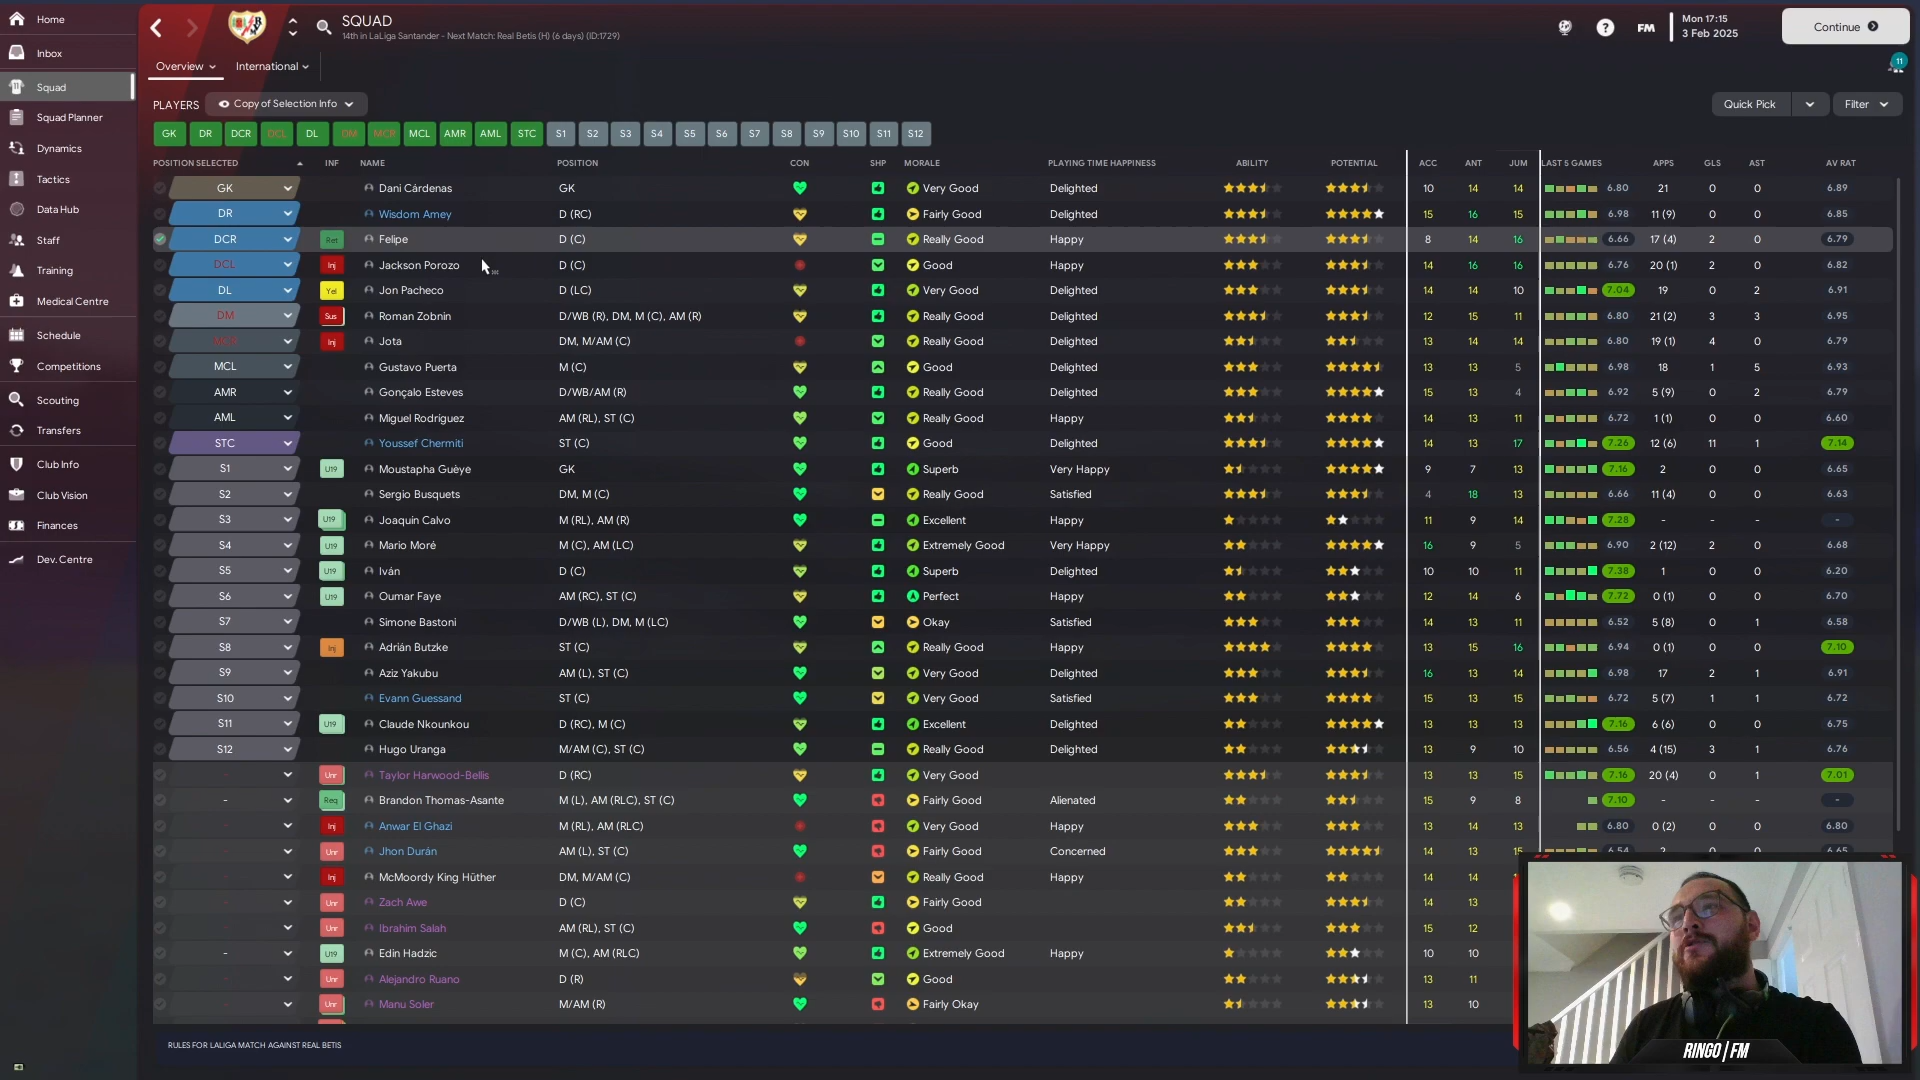 Home
Inbox
Squad
Squad Planner
Dynamics
Tactics
Data Hub
Staff
Training
Medical Centre
Schedule
Competitions
Scouting
Transfers
Club Info
Club Vision
Finances
Dev. Centre
SQUAD
14th in LaLiga Santander - Next Match: Real Betis (H) (6 days) (ID:1729)
FM
Mon 17:15
3 Feb 2025
Continue
11
Overview International
PLAYERS Copy of Selection Info Quick Pick Filter
GK DR DCR DCL DL DM MCR MCL AMR AML STC S1 S2 S3 S4 S5 S6 S7 S8 S9 S10 S11 S12
POSITION SELECTED INF NAME POSITION CON SHP MORALE PLAYING TIME HAPPINESS ABILITY POTENTIAL ACC ANT JUM LAST 5 GAMES APPS GLS AST AV RAT
GK Dani Cárdenas GK Very Good Delighted 10 14 14 6.80 21 0 0 6.89
DR Wisdom Amey D (RC) Fairly Good Delighted 15 16 15 6.98 11 (9) 0 0 6.85
DCR Ret Felipe D (C) Really Good Happy 8 14 16 6.66 17 (4) 2 0 6.79
DCL Inj Jackson Porozo D (C) Good Happy 14 16 16 6.76 20 (1) 2 0 6.82
DL Yel Jon Pacheco D (LC) Very Good Delighted 14 14 10 7.04 19 0 2 6.91
DM Sus Roman Zobnin D/WB (R), DM, M (C), AM (R) Really Good Delighted 12 15 11 6.80 21 (2) 3 3 6.95
MCR Inj Jota DM, M/AM (C) Really Good Delighted 13 14 14 6.80 19 (1) 4 0 6.79
MCL Gustavo Puerta M (C) Good Delighted 13 13 5 6.98 18 1 5 6.93
AMR Gonçalo Esteves D/WB/AM (R) Really Good Delighted 15 13 4 6.92 5 (9) 0 2 6.79
AML Miguel Rodríguez AM (RL), ST (C) Really Good Happy 14 13 11 6.72 1 (1) 0 0 6.60
STC Youssef Chermiti ST (C) Good Delighted 14 13 17 7.26 12 (6) 11 1 7.14
S1 U19 Moustapha Guèye GK Superb Very Happy 9 7 13 7.16 2 0 0 6.65
S2 Sergio Busquets DM, M (C) Really Good Satisfied 4 18 13 6.66 11 (4) 0 0 6.63
S3 U19 Joaquín Calvo M (RL), AM (R) Excellent Happy 11 9 14 7.28 - - - -
S4 U19 Mario Moré M (C), AM (LC) Extremely Good Very Happy 16 9 5 6.90 2 (12) 2 0 6.68
S5 U19 Iván D (C) Superb Delighted 10 10 11 7.38 1 0 0 6.20
S6 U19 Oumar Faye AM (RC), ST (C) Perfect Happy 12 14 6 7.72 0 (1) 0 0 6.70
S7 Simone Bastoni D/WB (L), DM, M (LC) Okay Satisfied 14 13 11 6.52 5 (8) 0 1 6.58
S8 Inj Adrián Butzke ST (C) Really Good Happy 13 15 16 6.94 0 (1) 0 0 7.10
S9 Aziz Yakubu AM (L), ST (C) Very Good Delighted 16 13 14 6.98 17 2 1 6.91
S10 Evann Guessand ST (C) Very Good Satisfied 15 13 15 6.72 5 (7) 1 1 6.72
S11 U19 Claude Nkounkou D (RC), M (C) Excellent Delighted 13 13 13 7.16 6 (6) 0 0 6.75
S12 Hugo Uranga M/AM (C), ST (C) Really Good Delighted 13 9 10 6.56 4 (15) 3 1 6.76
- Unr Taylor Harwood-Bellis D (RC) Very Good 13 13 15 7.16 20 (4) 0 1 7.01
- Req Brandon Thomas-Asante M (L), AM (RLC), ST (C) Fairly Good Alienated 15 9 8 7.10 - - - -
- Inj Anwar El Ghazi M (RL), AM (RLC) Very Good Happy 13 14 13 6.80 0 (2) 0 0 6.80
- Unr Jhon Durán AM (L), ST (C) Fairly Good Concerned 14 13 15 6.54 2 0 0 6.65
- Inj McMoordy King Hüther DM, M/AM (C) Really Good Happy 14 14
- Unr Zach Awe D (C) Fairly Good 14 13
- Unr Ibrahim Salah AM (RL), ST (C) Good 15 12
- U19 Edin Hadzic M (C), AM (RLC) Extremely Good Happy 10 10
- Unr Alejandro Ruano D (R) Good 13 11
- Unr Manu Soler M/AM (R) Fairly Okay 13 10
RULES FOR LALIGA MATCH AGAINST REAL BETIS
RINGO|FM